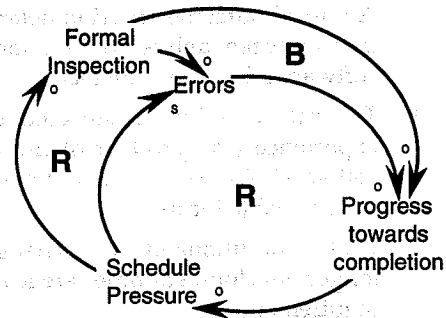 Formal
Inspection
o
o
Errors
s
B
R
R
o
o
Progress
towards
completion
Schedule
Pressure
o